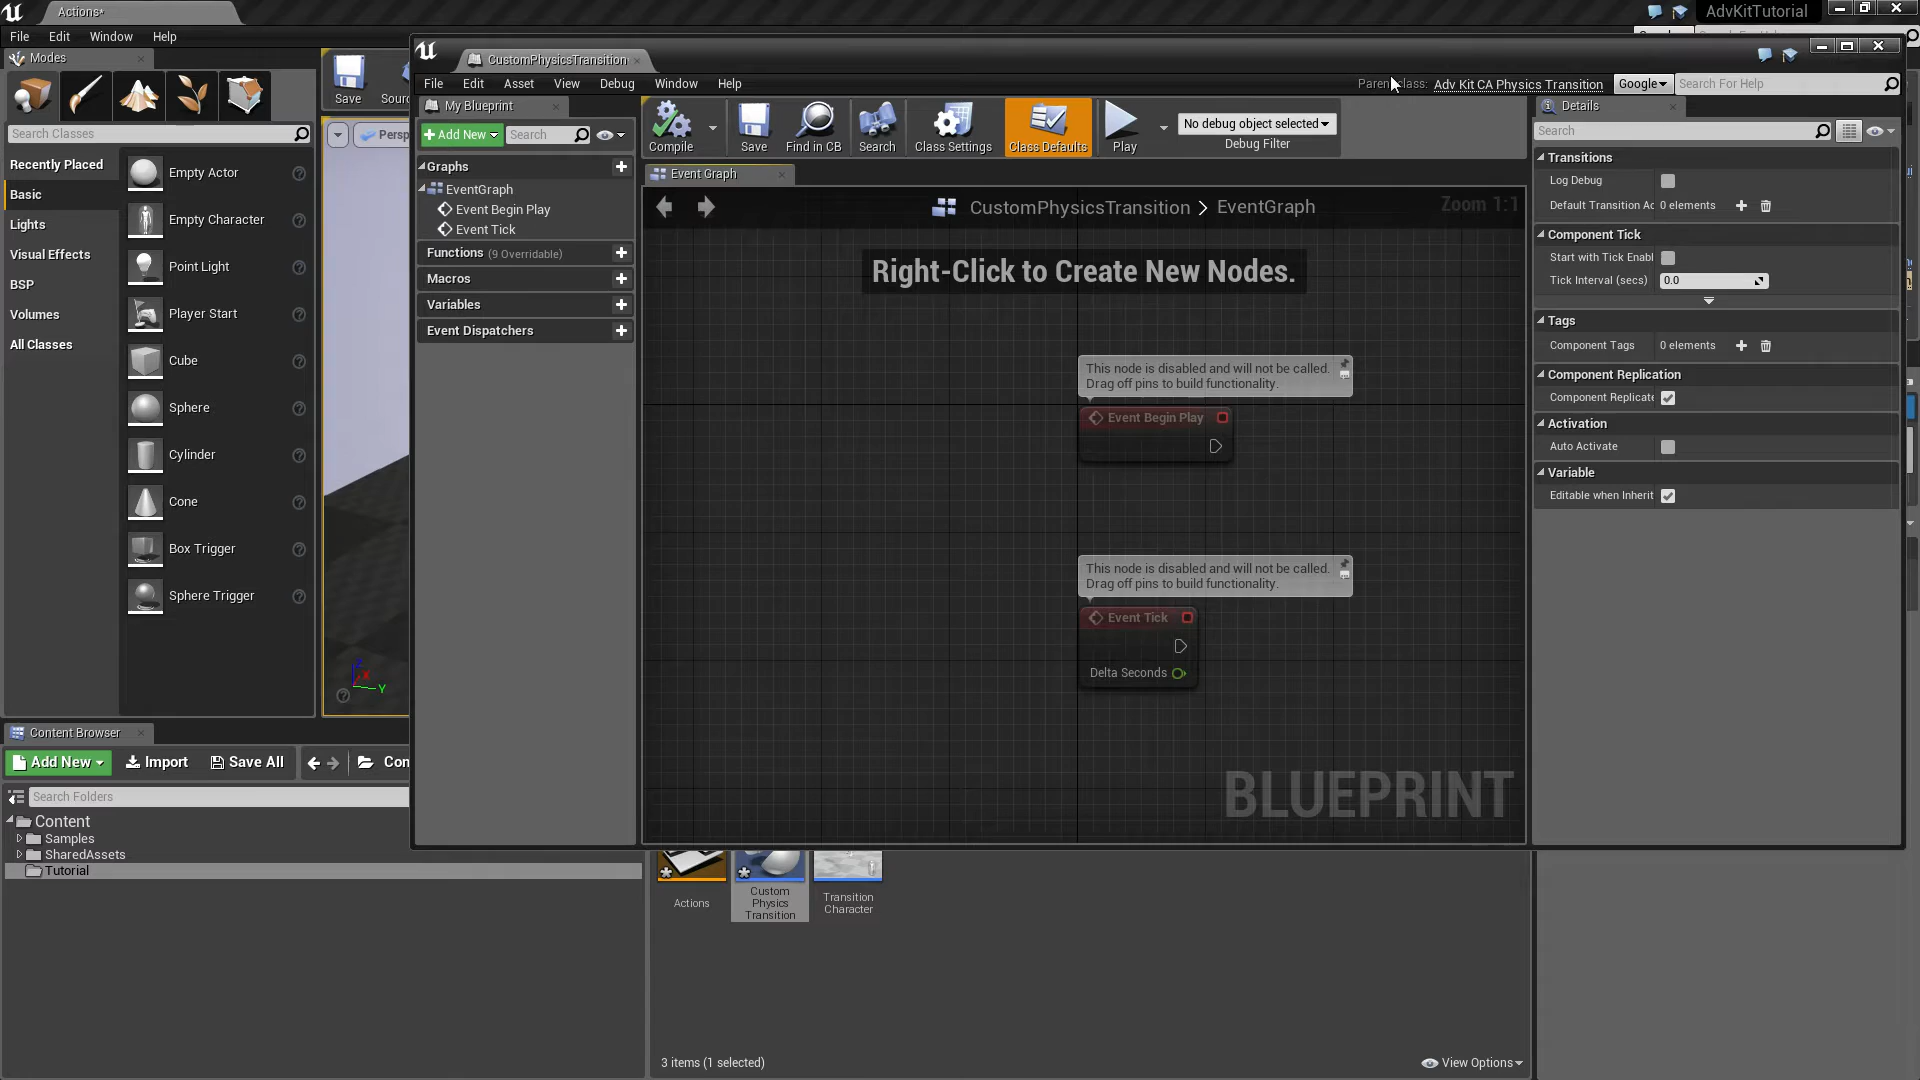 Actions*
AdvKitTutorial
File Edit Window Help
Modes
Search Classes
Recently Placed
Basic
Lights
Visual Effects
BSP
Volumes
All Classes
Empty Actor
Empty Character
Point Light
Player Start
Cube
Sphere
Cylinder
Cone
Box Trigger
Sphere Trigger
Save
Persp
Z
X
Y
CustomPhysicsTransition
File Edit Asset View Debug Window Help
Adv Kit CA Physics Transition
Google
Search For Help
My Blueprint
Add New
Search
Graphs
EventGraph
Event Begin Play
Event Tick
Functions (9 Overridable)
Macros
Variables
Event Dispatchers
Compile
Save
Find in CB
Search
Class Settings
Class Defaults
Play
No debug object selected
Debug Filter
Event Graph
CustomPhysicsTransition > EventGraph
Zoom 1:1
Right-Click to Create New Nodes.
This node is disabled and will not be called.
Drag off pins to build functionality.
Event Begin Play
This node is disabled and will not be called.
Drag off pins to build functionality.
Event Tick
Delta Seconds
BLUEPRINT
Details
Search
Transitions
Log Debug
Default Transition Ac 0 elements
Component Tick
Start with Tick Enabl
Tick Interval (secs) 0.0
Tags
Component Tags 0 elements
Component Replication
Component Replicate
Activation
Auto Activate
Variable
Editable when Inherit
Content Browser
Add New
Import
Save All
Con
Search Folders
Content
Samples
SharedAssets
Tutorial
Actions
Custom
Physics
Transition
Transition
Character
3 items (1 selected)
View Options